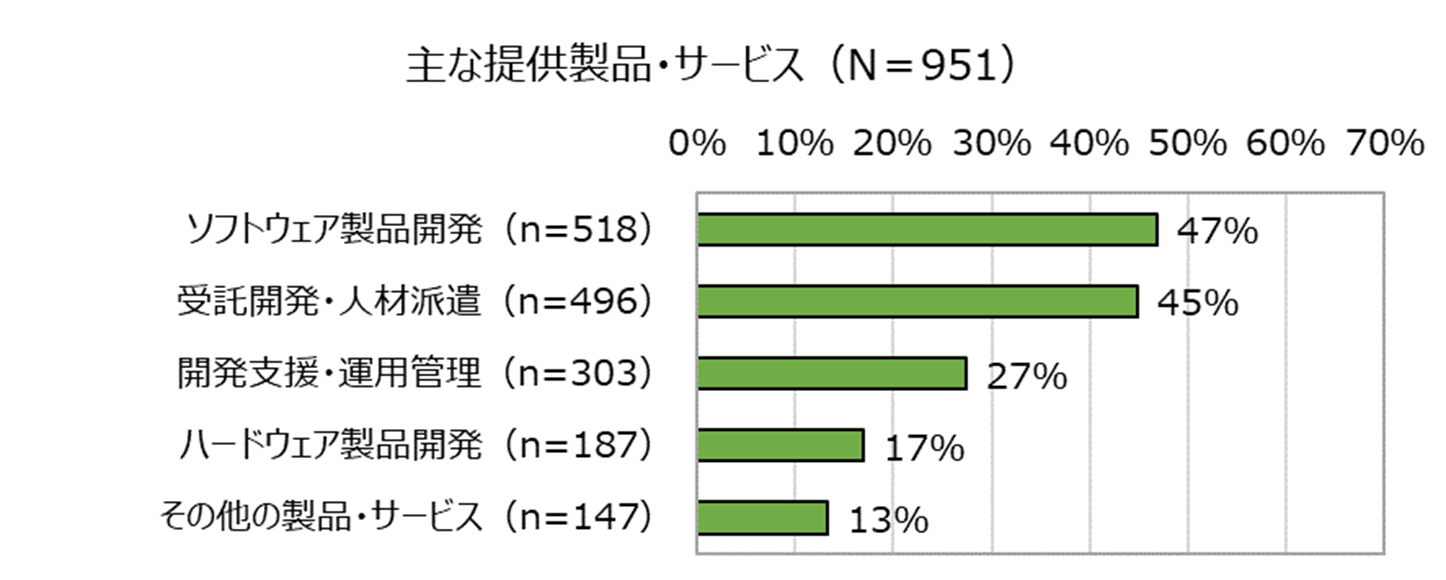 主な提供製品・サービス（N＝951）
0% 10% 20% 30% 40% 50% 60% 70%
ソフトウェア製品開発（n=518） 47%
受託開発・人材派遣（n=496） 45%
開発支援・運用管理（n=303） 27%
ハードウェア製品開発（n=187） 17%
その他の製品・サービス（n=147） 13%